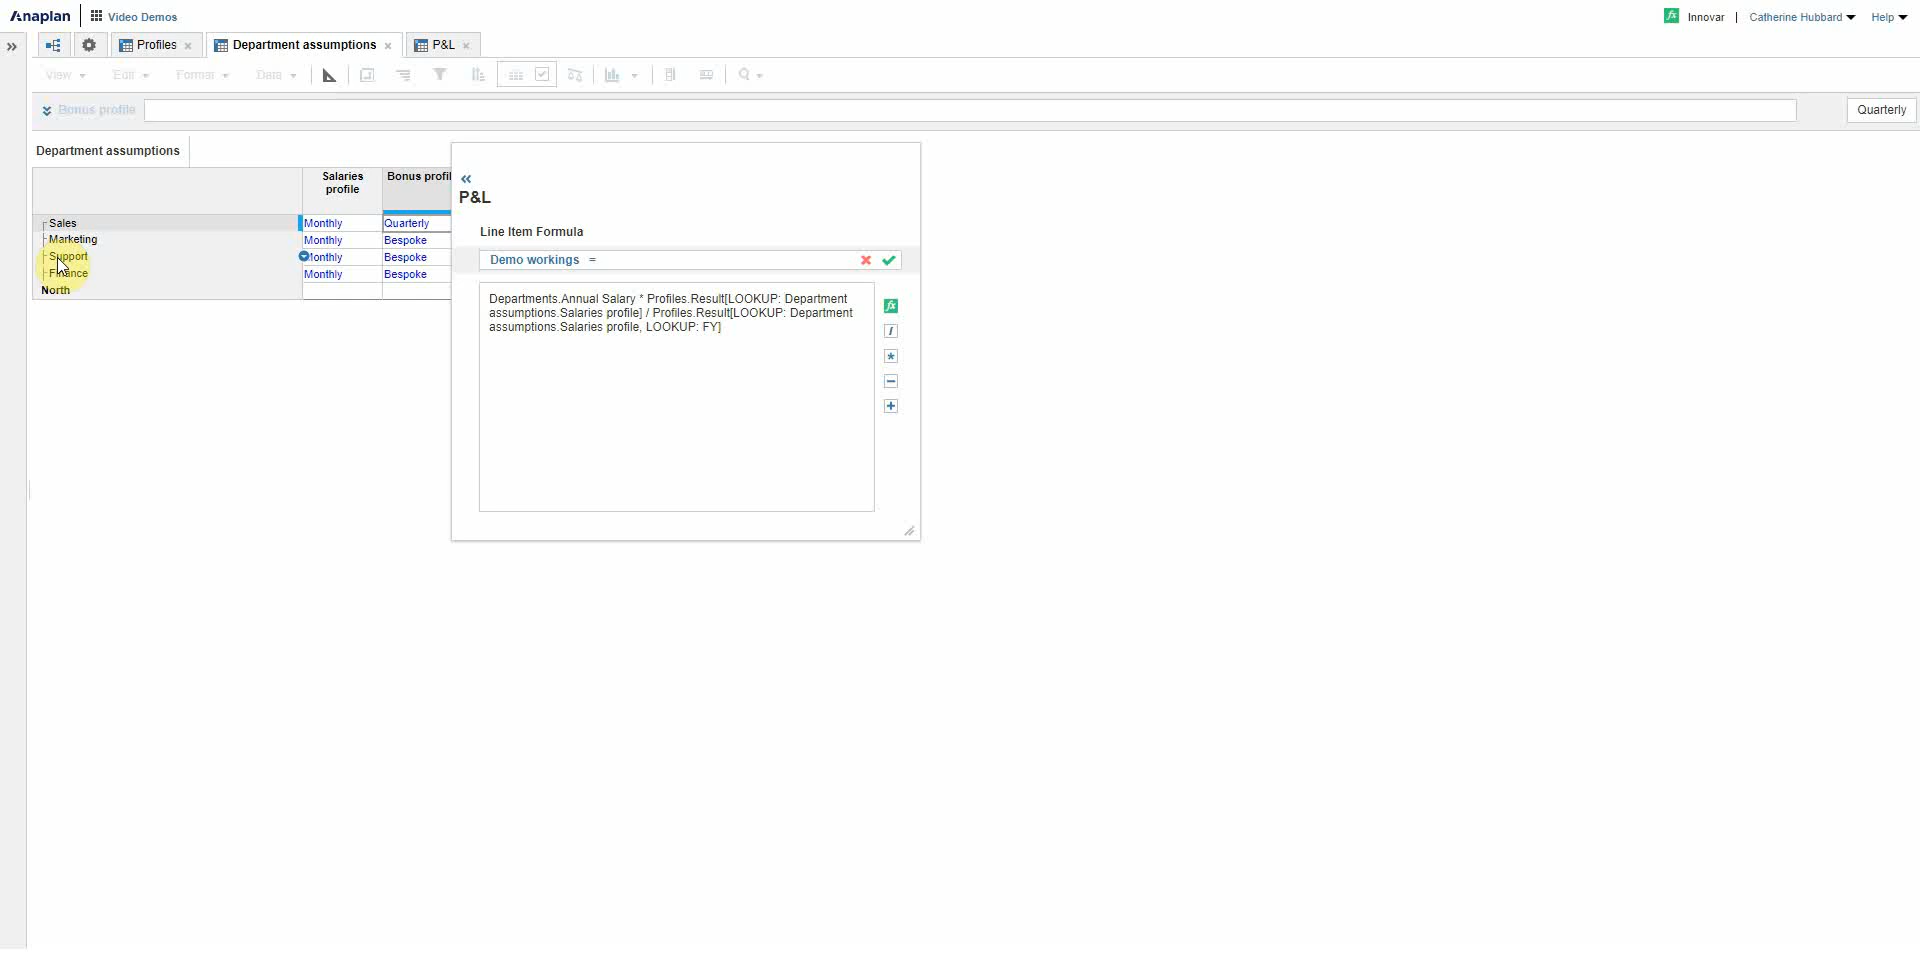 Anaplan
Video Demos
Innovar
Catherine Hubbard
Help
Profiles
Department assumptions
P&L
View
Edit
Format
Data
Bonus profile
Quarterly
Department assumptions
Salaries
profile
Bonus profil
Sales
Monthly
Quarterly
Marketing
Monthly
Bespoke
Support
Monthly
Bespoke
Finance
Monthly
Bespoke
North
P&L
Line Item Formula
Demo workings =
Departments.Annual Salary * Profiles.Result[LOOKUP: Department
assumptions.Salaries profile] / Profiles.Result[LOOKUP: Department
assumptions.Salaries profile, LOOKUP: FY]